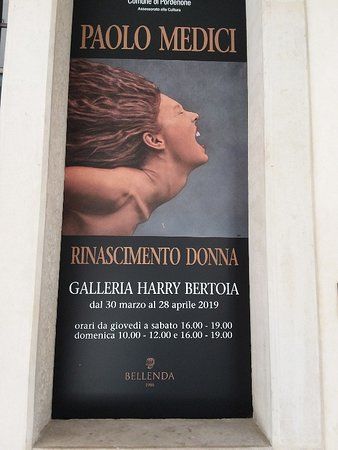 Comune di Pordenone
Assessorato alla Cultura
PAOLO MEDICI
RINASCIMENTO DONNA
GALLERIA HARRY BERTOIA
dal 30 marzo al 28 aprile 2019
orari da giovedì a sabato 16.00 - 19.00
domenica 10.00 - 12.00 e 16.00 - 19.00
BELLENDA